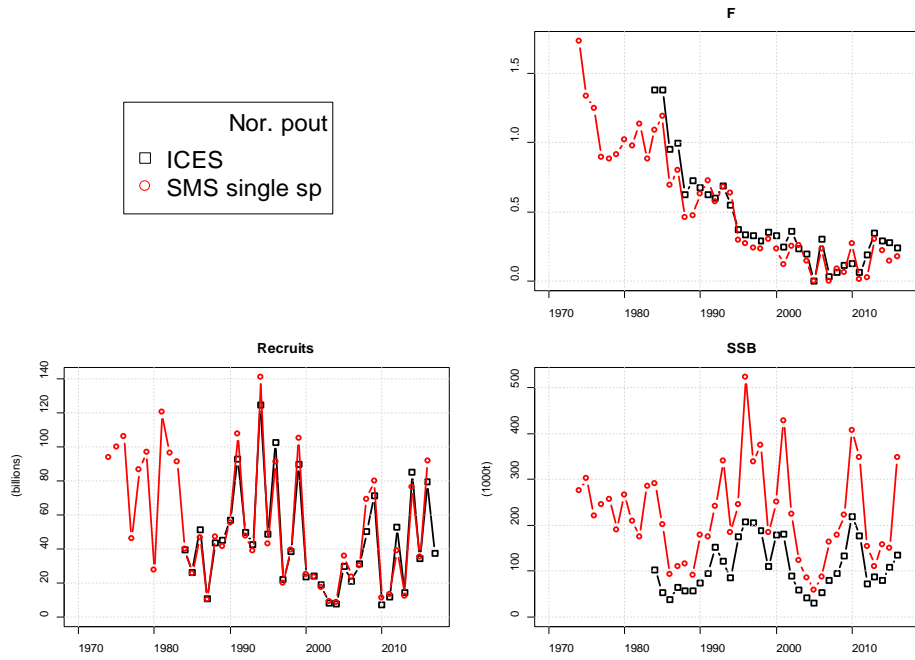 Nor. pout
ICES
SMS single sp
F
0.0 0.5 1.0 1.5
1970 1980 1990 2000 2010
Recruits
(billions)
0 20 40 60 80 100 120 140
1970 1980 1990 2000 2010
SSB
(1000t)
0 100 200 300 400 500
1970 1980 1990 2000 2010